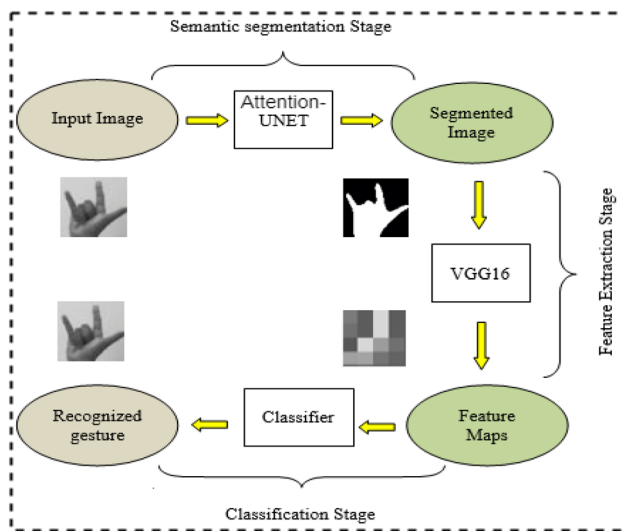 Semantic segmentation Stage
Input Image
Attention-
UNET
Segmented
Image
Feature Extraction Stage
VGG16
Feature
Maps
Classifier
Recognized
gesture
Classification Stage